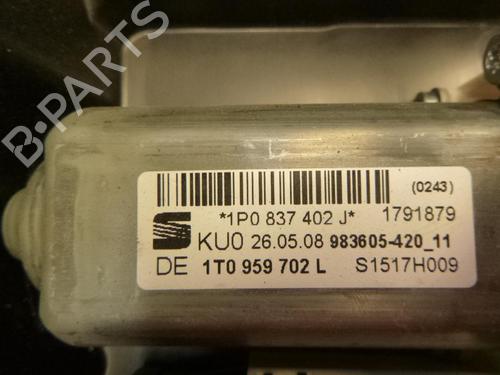 B-PARTS
(0243)
*1P0 837 402 J* 1791879
KU0 26.05.08 983605-420_11
DE 1T0 959 702 L S1517H009